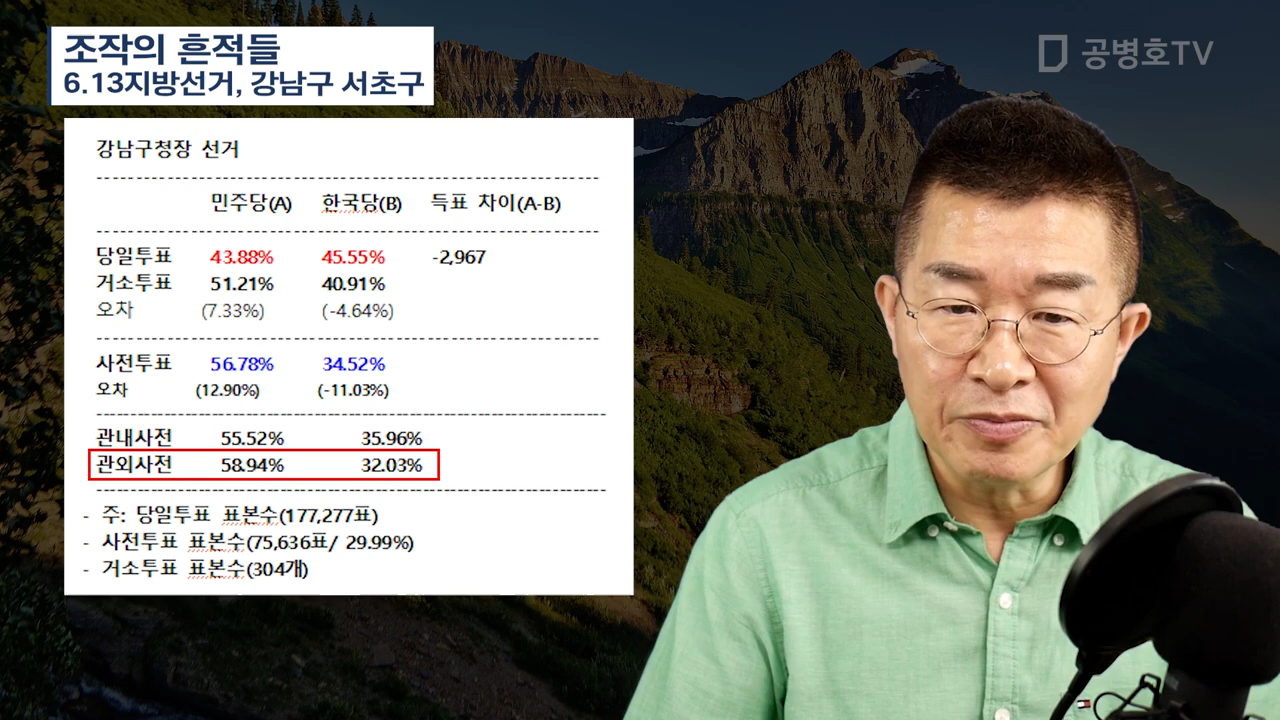 조작의 흔적들
6.13지방선거, 강남구 서초구
공병호TV
강남구청장 선거
민주당(A) 한국당(B) 득표 차이(A-B)
당일투표 43.88% 45.55% -2,967
거소투표 51.21% 40.91%
오차 (7.33%) (-4.64%)
사전투표 56.78% 34.52%
오차 (12.90%) (-11.03%)
관내사전 55.52% 35.96%
관외사전 58.94% 32.03%
- 주: 당일투표 표본수(177,277표)
- 사전투표 표본수(75,636표/ 29.99%)
- 거소투표 표본수(304개)